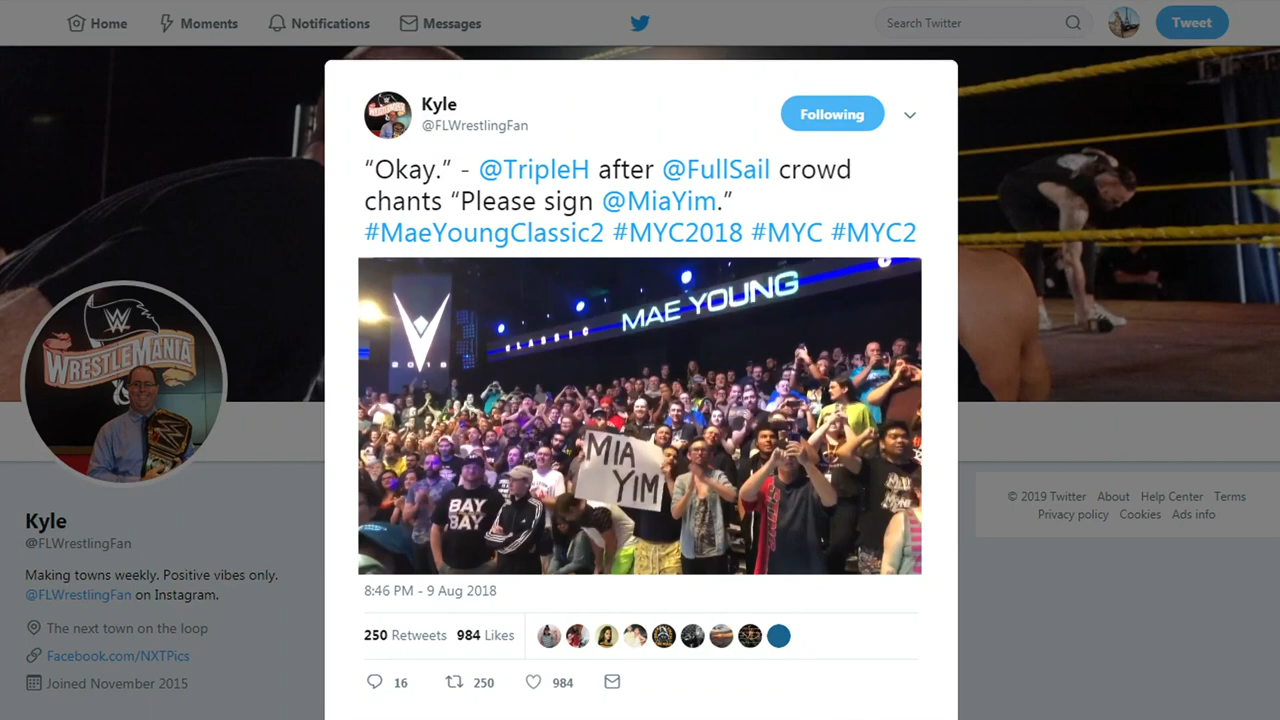 Home
Moments
Notifications
Messages
Search Twitter
Tweet
Kyle
@FLWrestlingFan
Following
“Okay.” - @TripleH after @FullSail crowd
chants “Please sign @MiaYim.”
#MaeYoungClassic2 #MYC2018 #MYC #MYC2
CLASSIC
MAE YOUNG
2018
MIA
YIM
BAY
BAY
8:46 PM - 9 Aug 2018
250 Retweets 984 Likes
16
250
984
WRESTLEMANIA
Kyle
@FLWrestlingFan
Making towns weekly. Positive vibes only.
@FLWrestlingFan on Instagram.
The next town on the loop
Facebook.com/NXTPics
Joined November 2015
© 2019 Twitter About Help Center Terms
Privacy policy Cookies Ads info